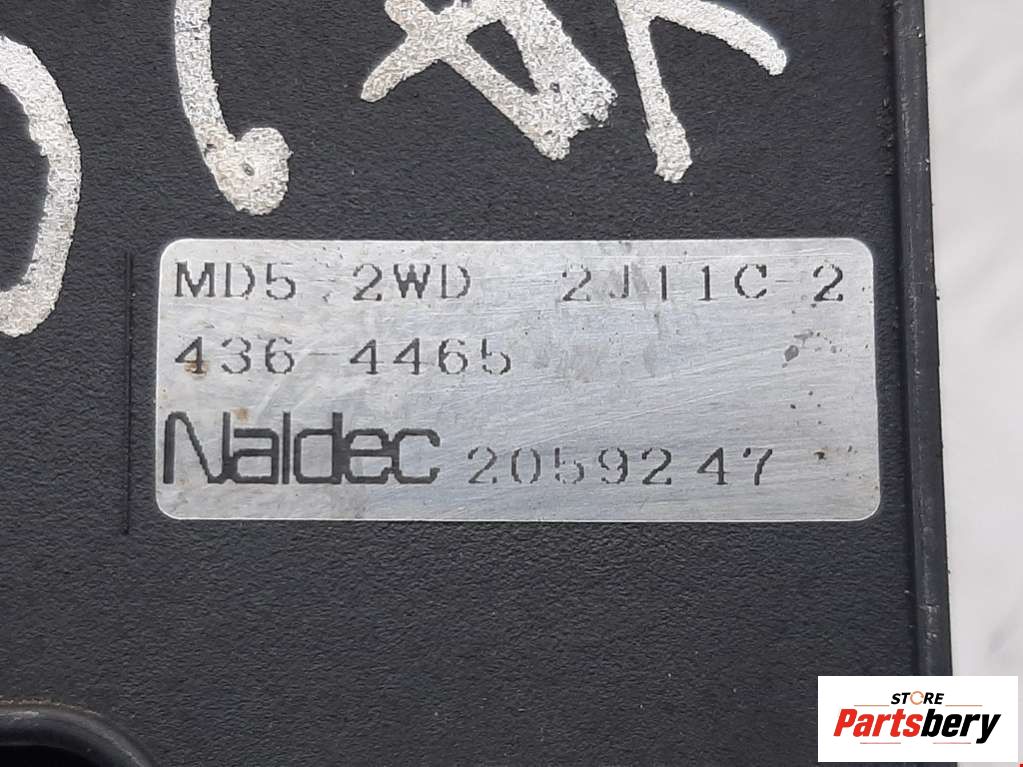 MD5 2WD 2J11C-2
436-4465
Naldec 2059247
STORE
Partsbery